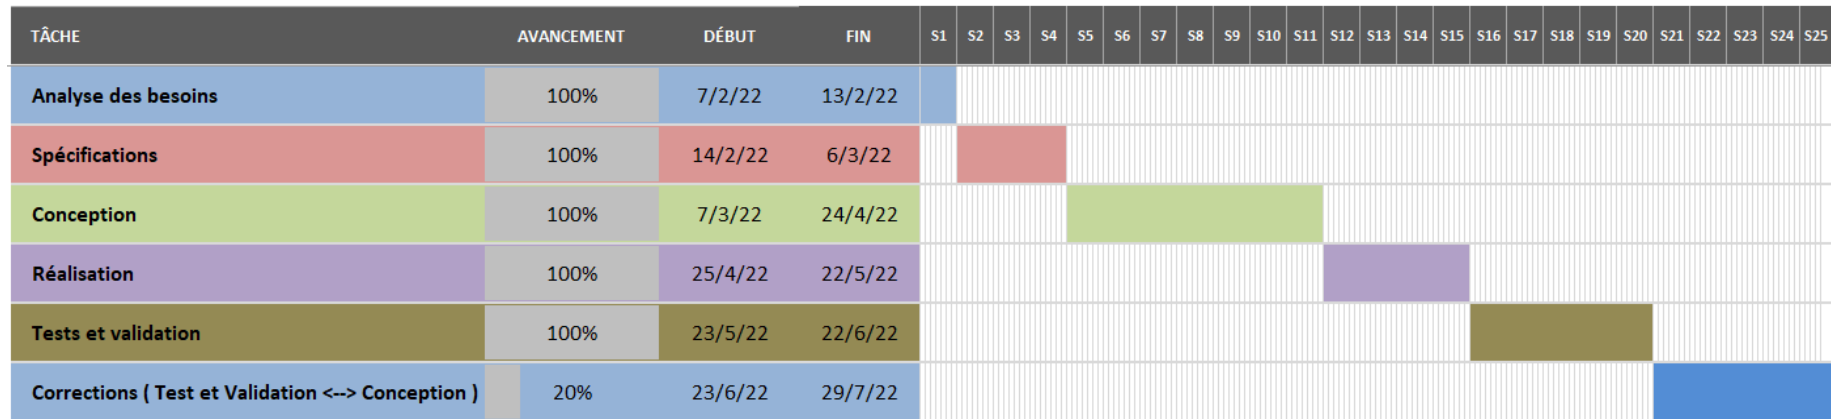 TÂCHE AVANCEMENT DÉBUT FIN S1 S2 S3 S4 S5 S6 S7 S8 S9 S10 S11 S12 S13 S14 S15 S16 S17 S18 S19 S20 S21 S22 S23 S24 S25
Analyse des besoins 100% 7/2/22 13/2/22
Spécifications 100% 14/2/22 6/3/22
Conception 100% 7/3/22 24/4/22
Réalisation 100% 25/4/22 22/5/22
Tests et validation 100% 23/5/22 22/6/22
Corrections ( Test et Validation <--> Conception ) 20% 23/6/22 29/7/22